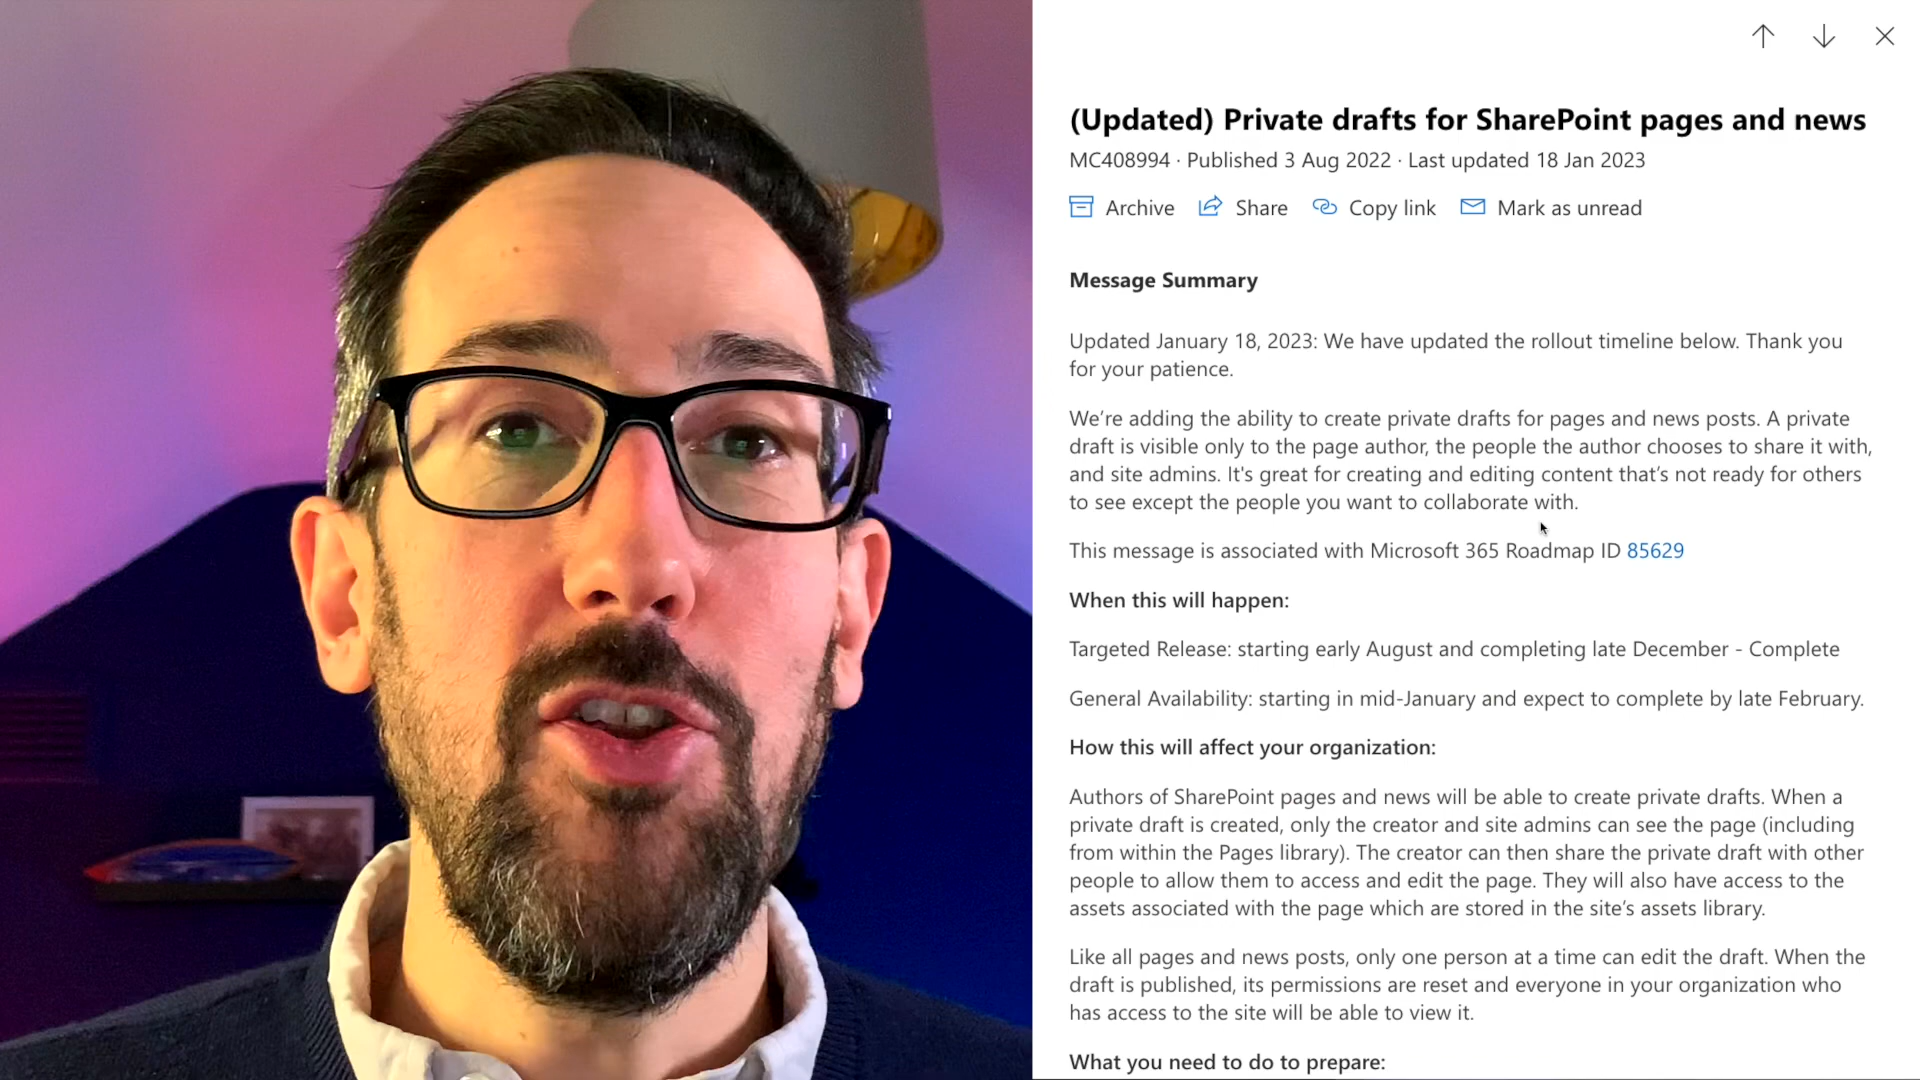 (Updated) Private drafts for SharePoint pages and news
MC408994 · Published 3 Aug 2022 · Last updated 18 Jan 2023
Archive Share Copy link Mark as unread
Message Summary
Updated January 18, 2023: We have updated the rollout timeline below. Thank you
for your patience.
We’re adding the ability to create private drafts for pages and news posts. A private
draft is visible only to the page author, the people the author chooses to share it with,
and site admins. It's great for creating and editing content that’s not ready for others
to see except the people you want to collaborate with.
This message is associated with Microsoft 365 Roadmap ID 85629
When this will happen:
Targeted Release: starting early August and completing late December - Complete
General Availability: starting in mid-January and expect to complete by late February.
How this will affect your organization:
Authors of SharePoint pages and news will be able to create private drafts. When a
private draft is created, only the creator and site admins can see the page (including
from within the Pages library). The creator can then share the private draft with other
people to allow them to access and edit the page. They will also have access to the
assets associated with the page which are stored in the site’s assets library.
Like all pages and news posts, only one person at a time can edit the draft. When the
draft is published, its permissions are reset and everyone in your organization who
has access to the site will be able to view it.
What you need to do to prepare: